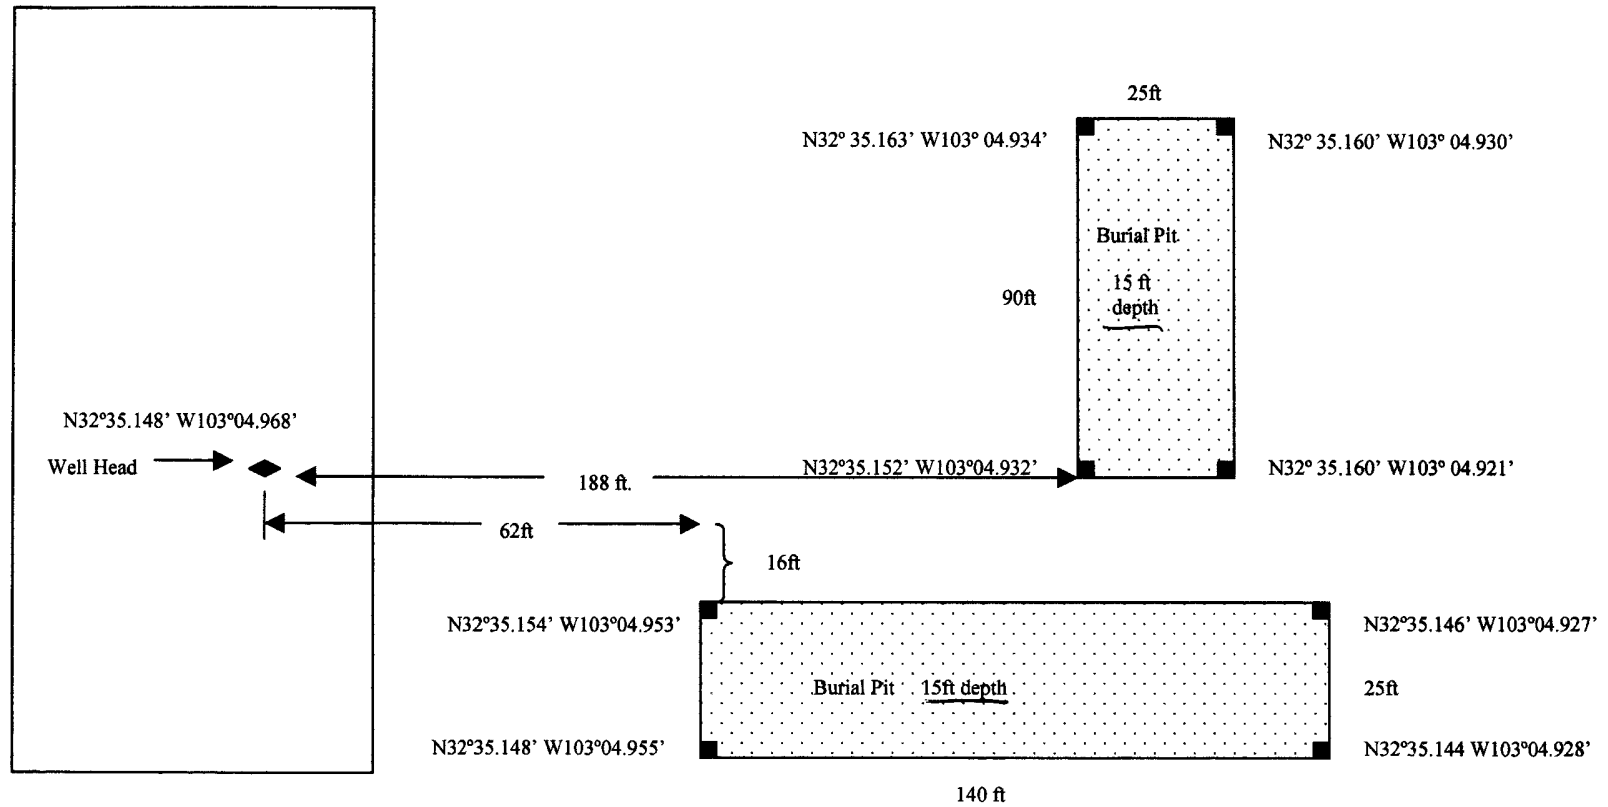 25ft
N32º 35.163’ W103º 04.934’
N32º 35.160’ W103º 04.930’
Burial Pit
15 ft
depth
90ft
N32º35.148’ W103º04.968’
Well Head
N32º35.152’ W103º04.932’
N32º 35.160’ W103º 04.921’
188 ft.
62ft
16ft
N32º35.154’ W103º04.953’
N32º35.146’ W103º04.927’
Burial Pit 15ft depth
25ft
N32º35.148’ W103º04.955’
N32º35.144 W103º04.928’
140 ft